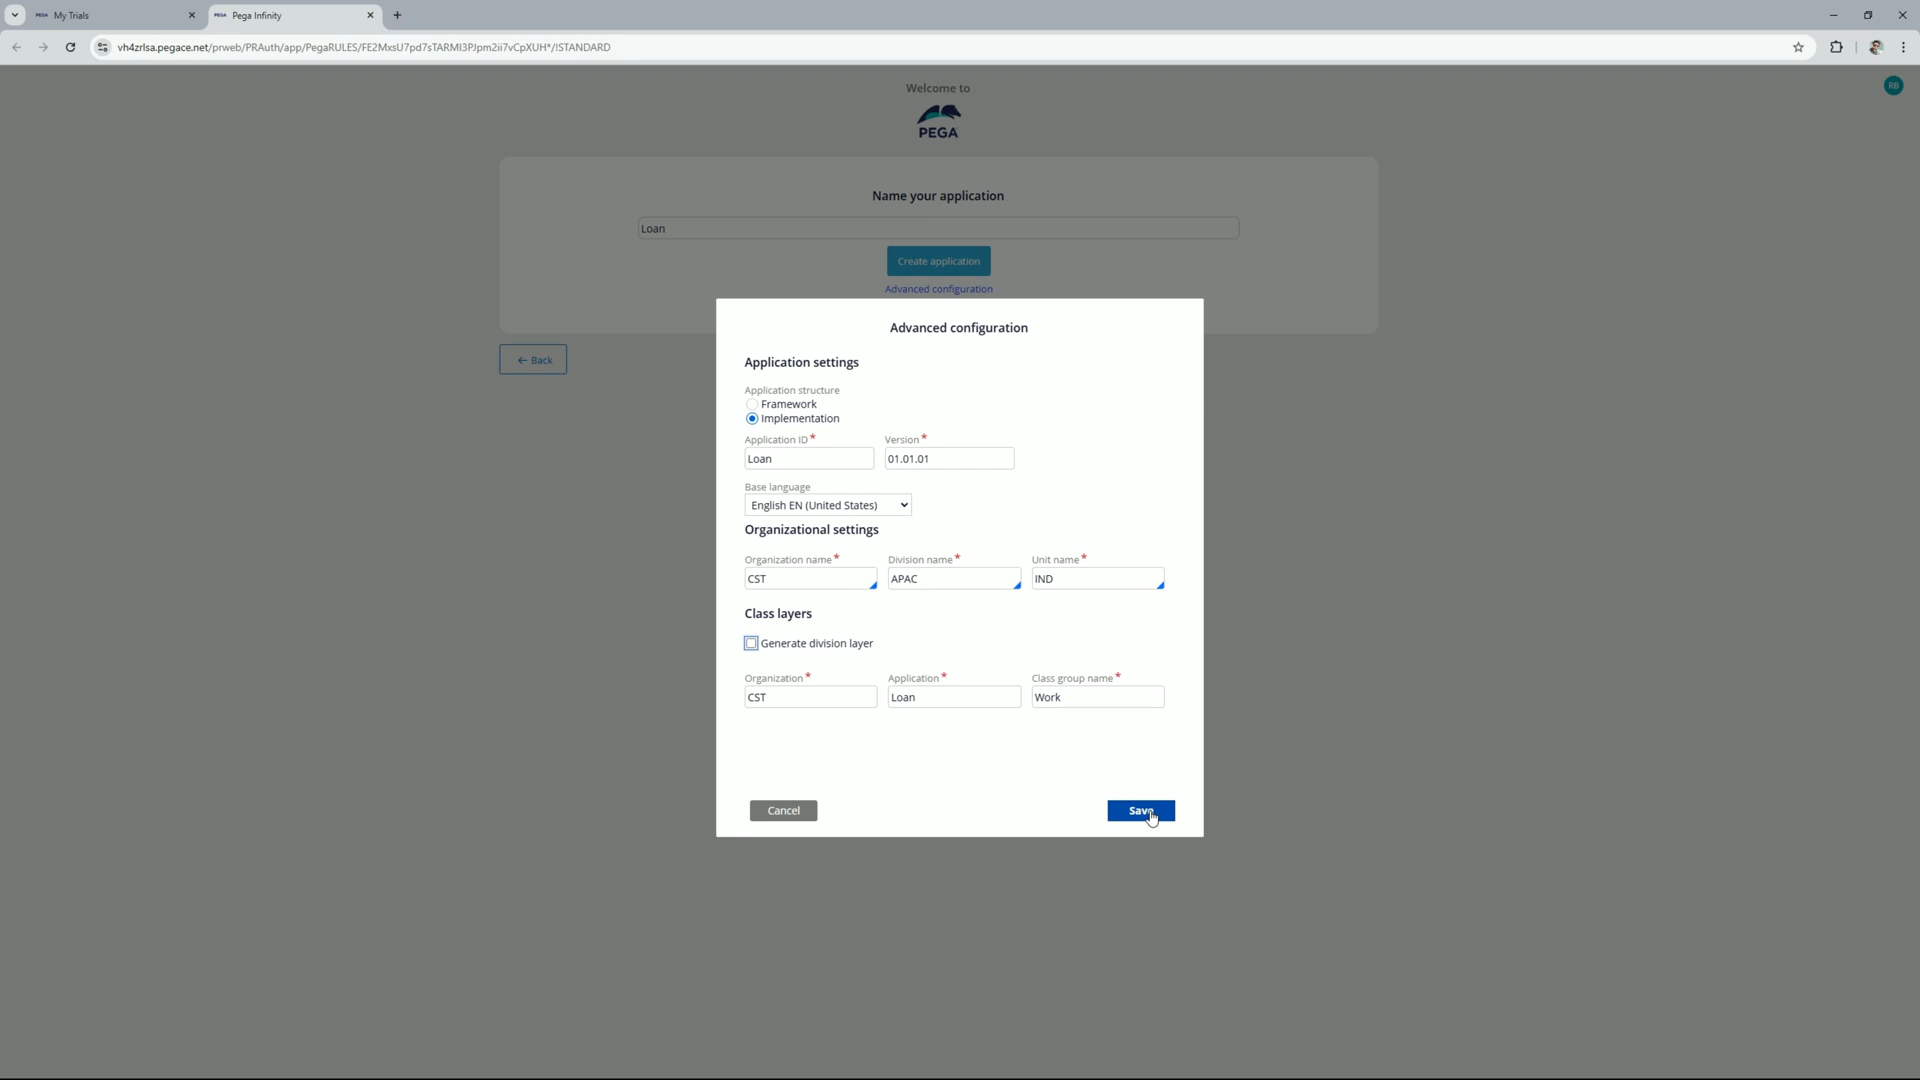 PEGA My Trials
PEGA Pega Infinity
vh4zrlsa.pegace.net/prweb/PRAuth/app/PegaRULES/FE2MxsU7pd7sTARMI3PJpm2ii7vCpXUH*/!STANDARD
Welcome to
RB
PEGA
Name your application
Loan
Create application
Advanced configuration
← Back
Advanced configuration
Application settings
Application structure
Framework
Implementation
Application ID * Version *
Loan 01.01.01
Base language
English EN (United States)
Organizational settings
Organization name * Division name * Unit name *
CST APAC IND
Class layers
Generate division layer
Organization * Application * Class group name *
CST Loan Work
Cancel Save